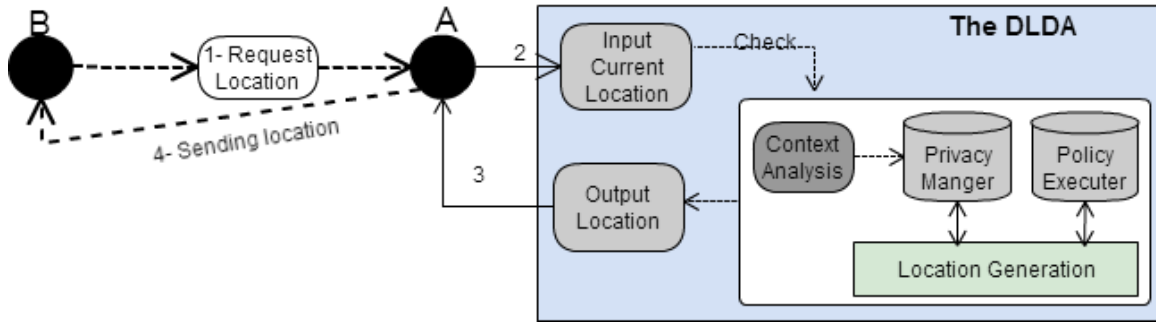 B
A
1- Request
Location
2
3
4- Sending location
The DLDA
Input
Current
Location
Check
Context
Analysis
Privacy
Manger
Policy
Executer
Output
Location
Location Generation